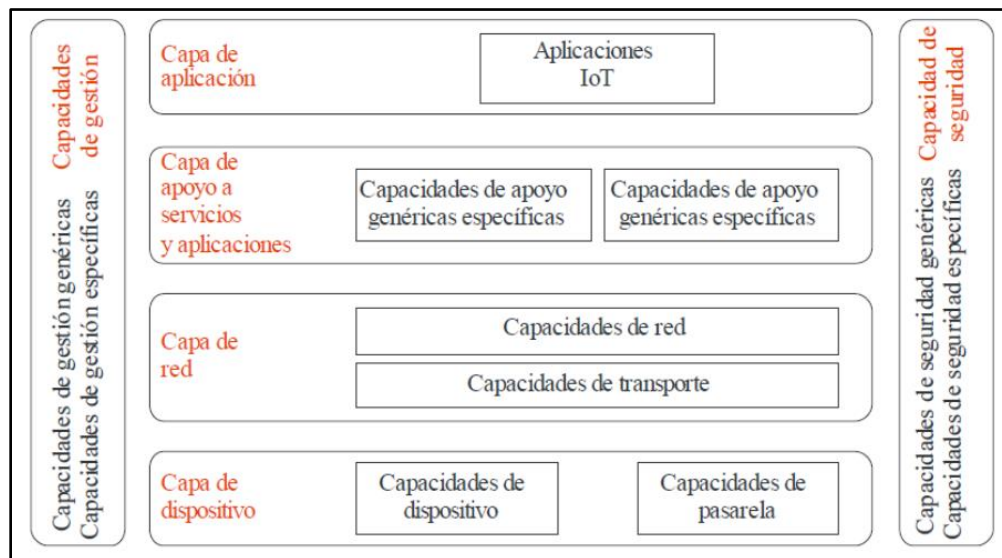 Capacidades
de gestión
Capacidades de gestión genéricas
Capacidades de gestión específicas
Capa de
aplicación
Aplicaciones
IoT
Capa de
apoyo a
servicios
y aplicaciones
Capacidades de apoyo
genéricas específicas
Capacidades de apoyo
genéricas específicas
Capa de
red
Capacidades de red
Capacidades de transporte
Capa de
dispositivo
Capacidades de
dispositivo
Capacidades de
pasarela
Capacidad de
seguridad
Capacidades de seguridad genéricas
Capacidades de seguridad específicas